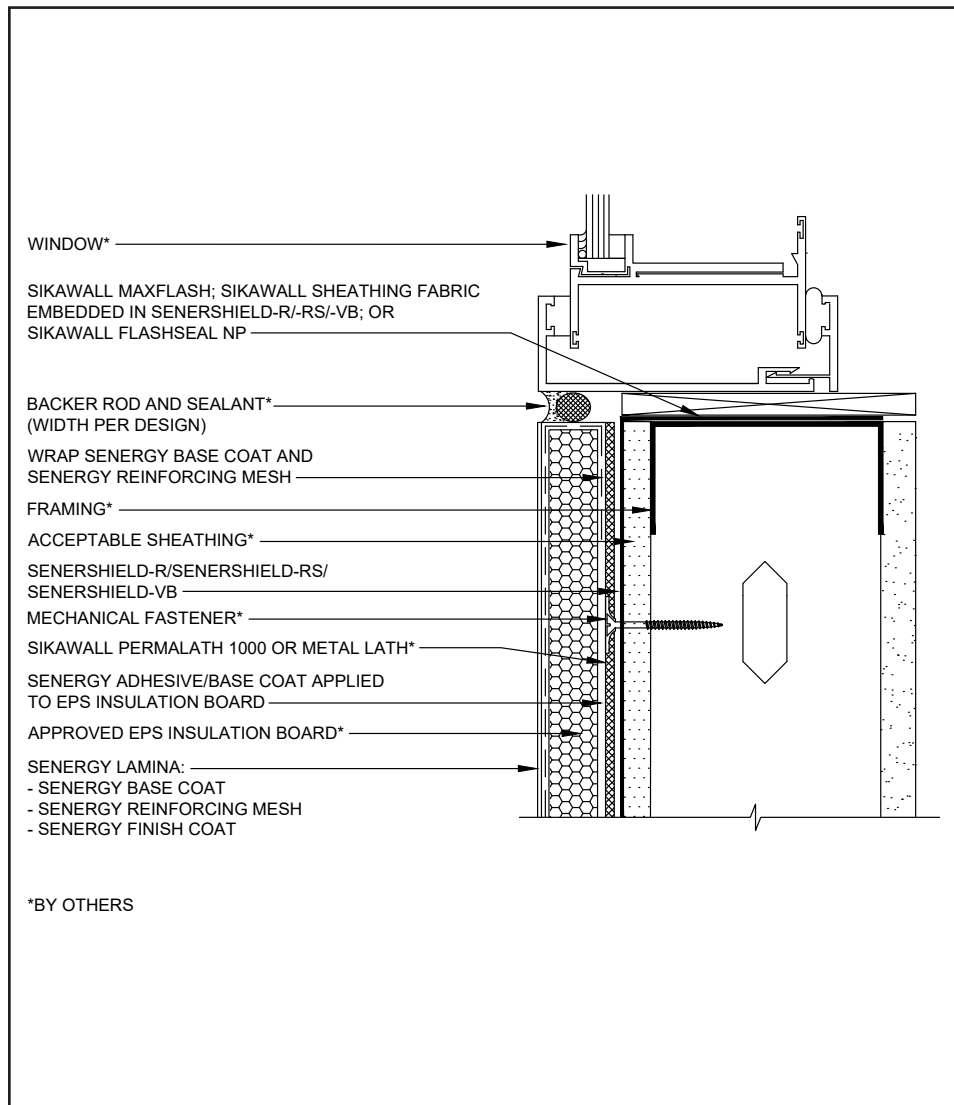 WINDOW*
SIKAWALL MAXFLASH; SIKAWALL SHEATHING FABRIC
EMBEDDED IN SENERSHIELD-R/-RS/-VB; OR
SIKAWALL FLASHSEAL NP
BACKER ROD AND SEALANT*
(WIDTH PER DESIGN)
WRAP SENERGY BASE COAT AND
SENERGY REINFORCING MESH
FRAMING*
ACCEPTABLE SHEATHING*
SENERSHIELD-R/SENERSHIELD-RS/
SENERSHIELD-VB
MECHANICAL FASTENER*
SIKAWALL PERMALATH 1000 OR METAL LATH*
SENERGY ADHESIVE/BASE COAT APPLIED
TO EPS INSULATION BOARD
APPROVED EPS INSULATION BOARD*
SENERGY LAMINA:
- SENERGY BASE COAT
- SENERGY REINFORCING MESH
- SENERGY FINISH COAT
*BY OTHERS